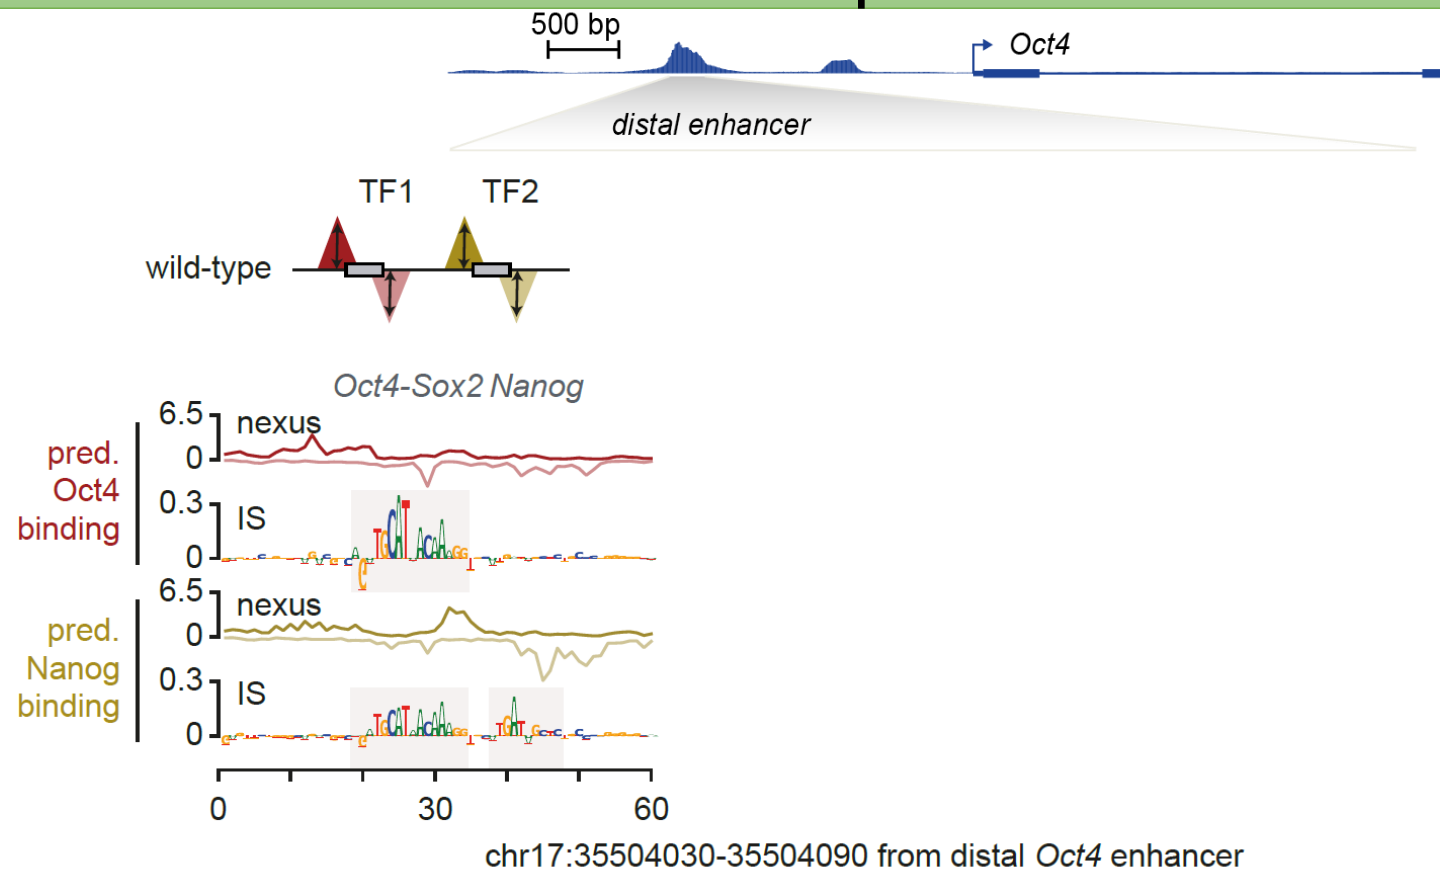 500 bp
Oct4
distal enhancer
TF1 TF2
wild-type
Oct4-Sox2 Nanog
pred.
Oct4
binding
6.5
nexus
0
0.3
IS
0
pred.
Nanog
binding
6.5
nexus
0
0.3
IS
0
0 30 60
chr17:35504030-35504090 from distal Oct4 enhancer